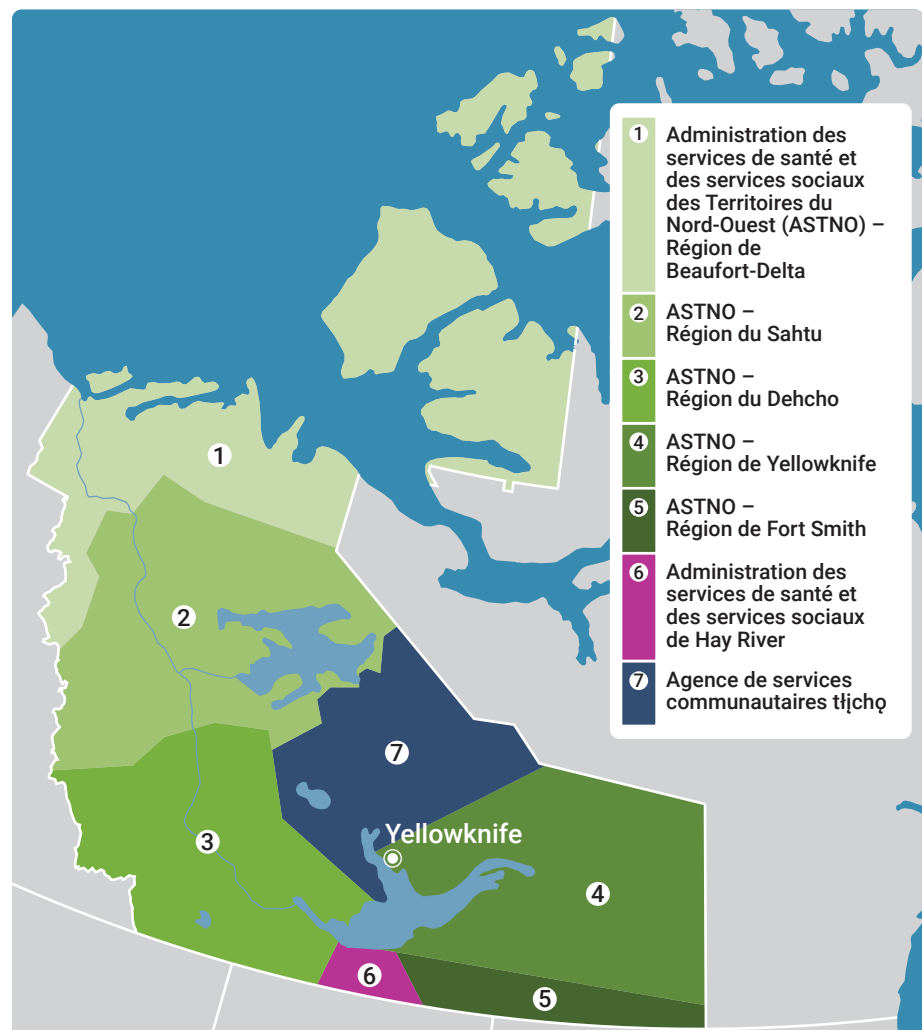 1 Administration des
services de santé et
des services sociaux
des Territoires du
Nord-Ouest (ASTNO) –
Région de
Beaufort-Delta
2 ASTNO –
Région du Sahtu
3 ASTNO –
Région du Dehcho
4 ASTNO –
Région de Yellowknife
5 ASTNO –
Région de Fort Smith
6 Administration des
services de santé et
des services sociaux
de Hay River
7 Agence de services
communautaires tłı̨chǫ
1
2
7
Yellowknife
3
4
6
5